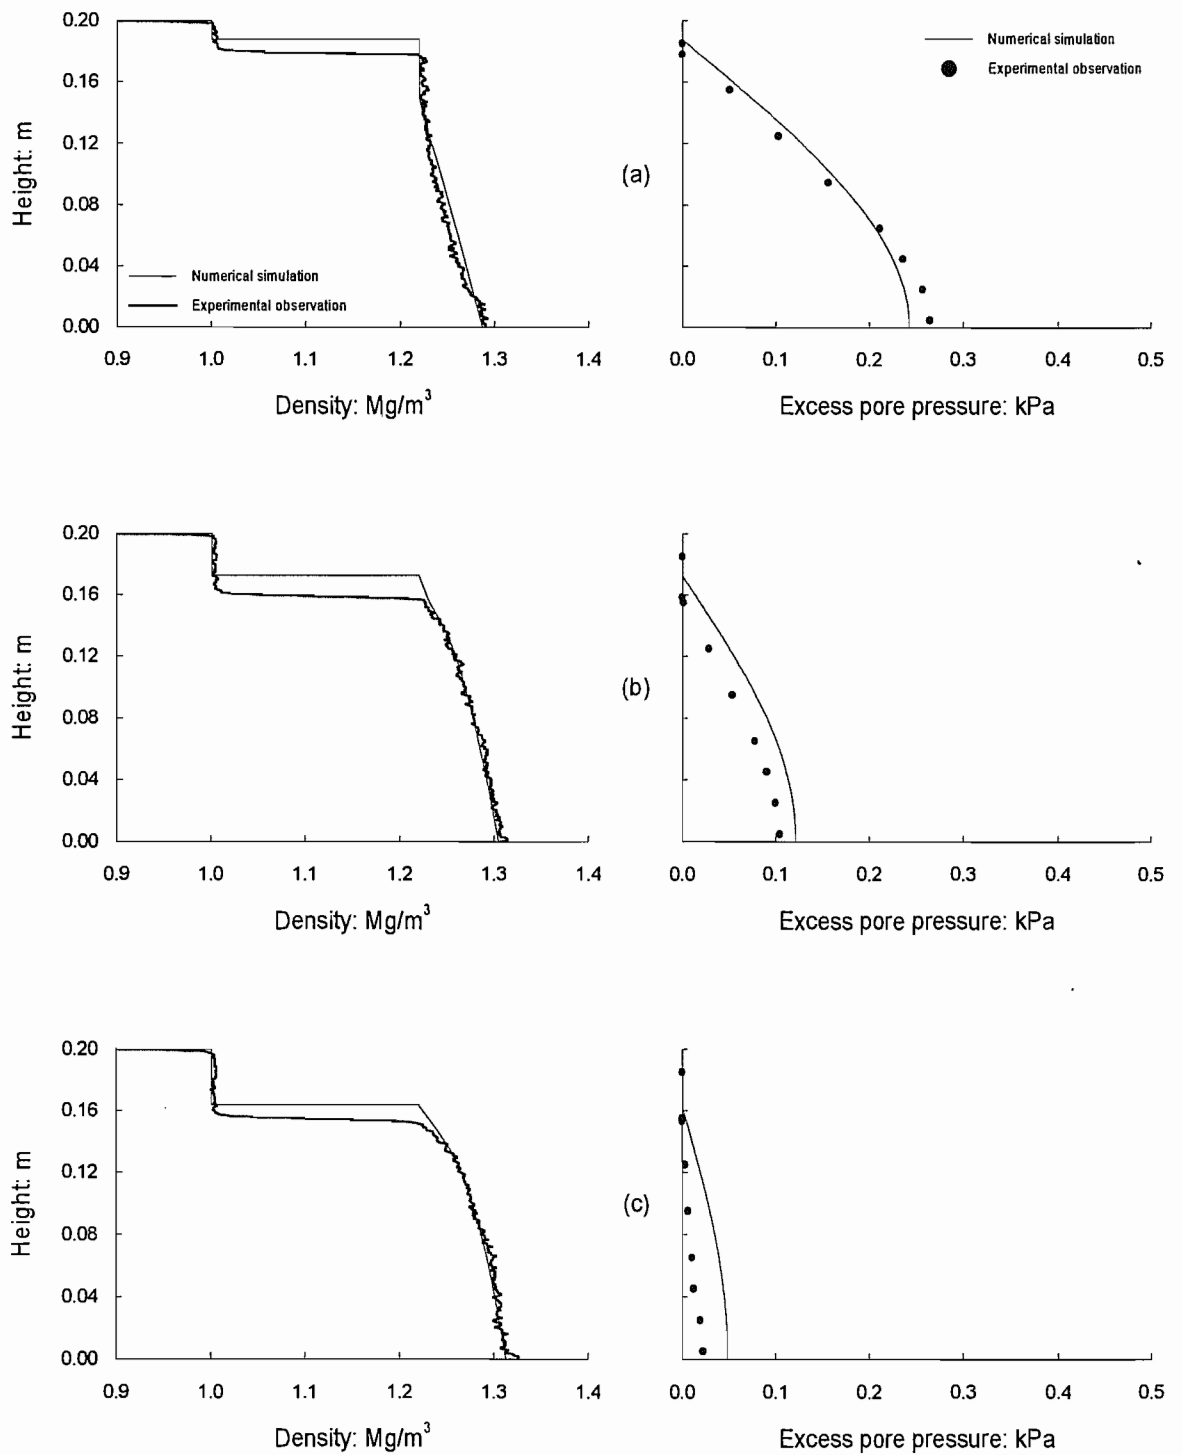 0.20
0.16
0.12
0.08
0.04
0.00
Height: m
Numerical simulation
Experimental observation
0.9 1.0 1.1 1.2 1.3 1.4
Density: Mg/m³
(a)
Numerical simulation
Experimental observation
0.0 0.1 0.2 0.3 0.4 0.5
Excess pore pressure: kPa
0.20
0.16
0.12
0.08
0.04
0.00
Height: m
0.9 1.0 1.1 1.2 1.3 1.4
Density: Mg/m³
(b)
0.0 0.1 0.2 0.3 0.4 0.5
Excess pore pressure: kPa
0.20
0.16
0.12
0.08
0.04
0.00
Height: m
0.9 1.0 1.1 1.2 1.3 1.4
Density: Mg/m³
(c)
0.0 0.1 0.2 0.3 0.4 0.5
Excess pore pressure: kPa